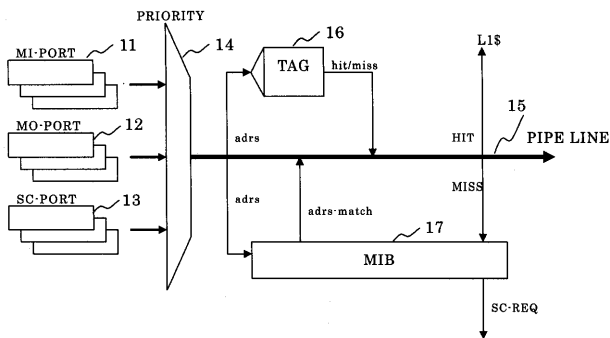 PRIORITY
MI-PORT
11
14
16
L1$
TAG
hit/miss
MO-PORT
12
15
adrs
HIT
PIPE LINE
SC-PORT
13
adrs
MISS
adrs-match
17
MIB
SC-REQ